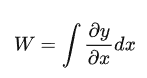 W = ∫ ∂y/∂x dx